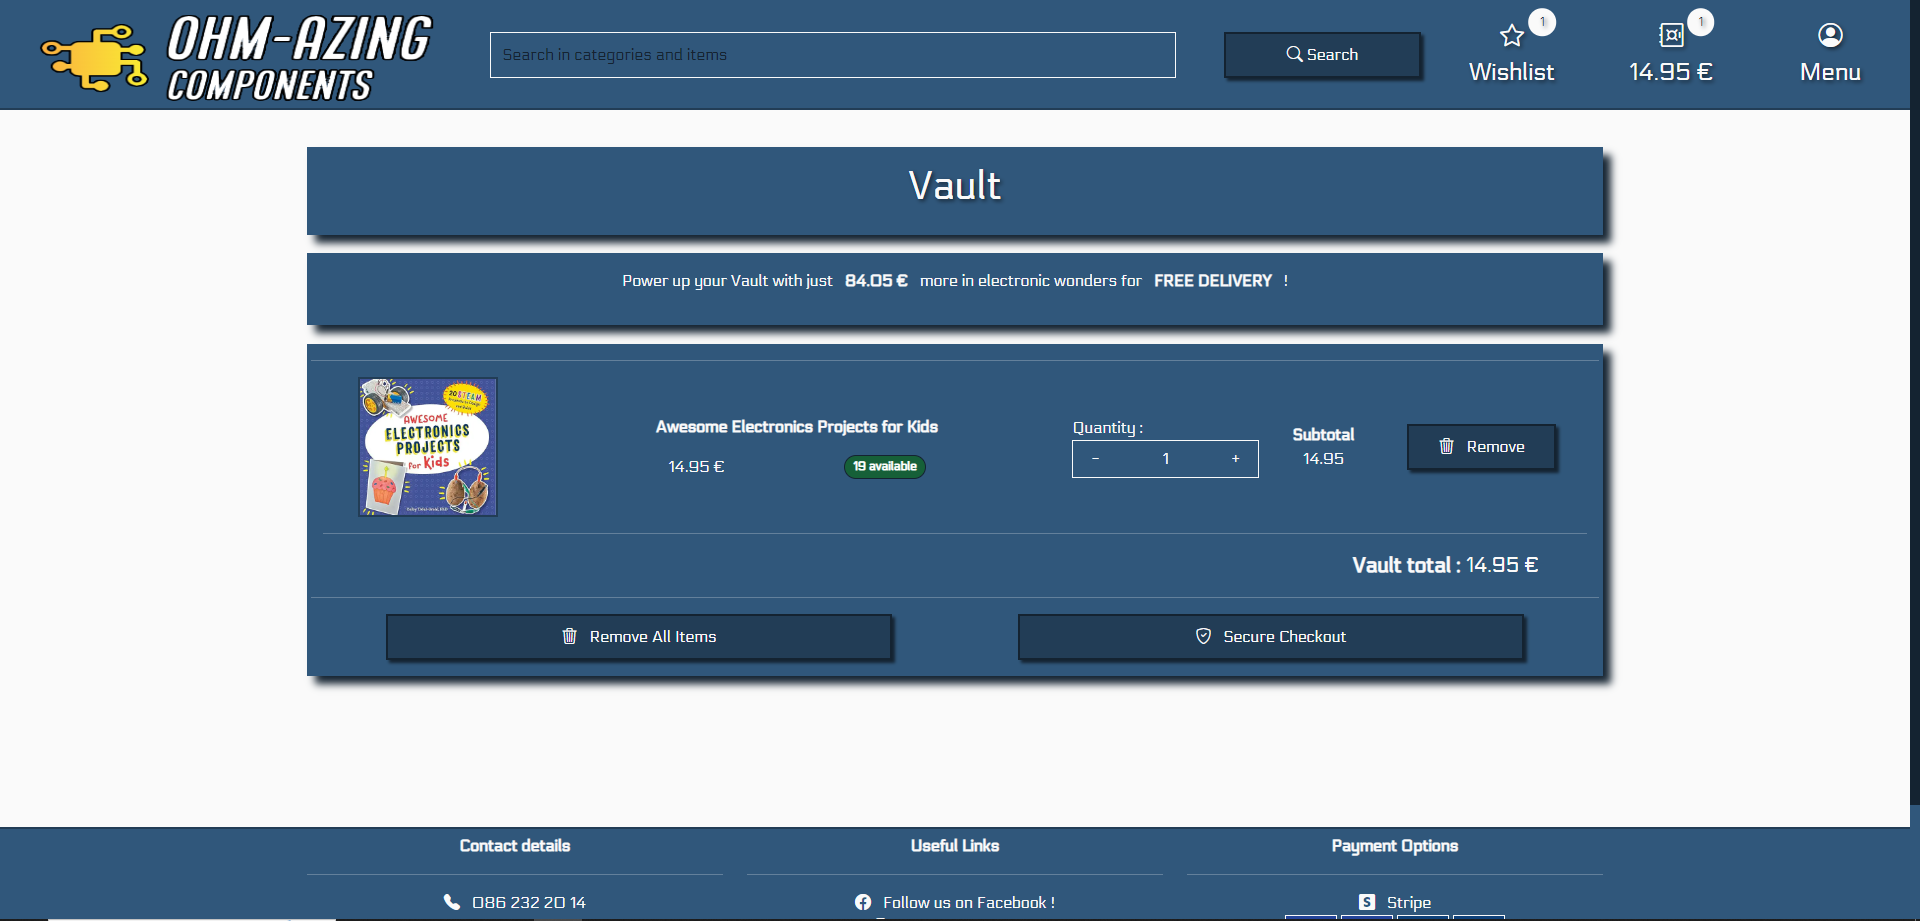 OHM-AZING
COMPONENTS
Search in categories and items
Search
1
Wishlist
1
14.95 €
Menu
Vault
Power up your Vault with just 84.05 € more in electronic wonders for FREE DELIVERY !
20 STEAM
AWESOME
ELECTRONICS
PROJECTS
for Kids
Awesome Electronics Projects for Kids
14.95 €
19 available
Quantity :
− 1 +
Subtotal
14.95
Remove
Vault total : 14.95 €
Remove All Items
Secure Checkout
Contact details
Useful Links
Payment Options
086 232 20 14
Follow us on Facebook !
S Stripe